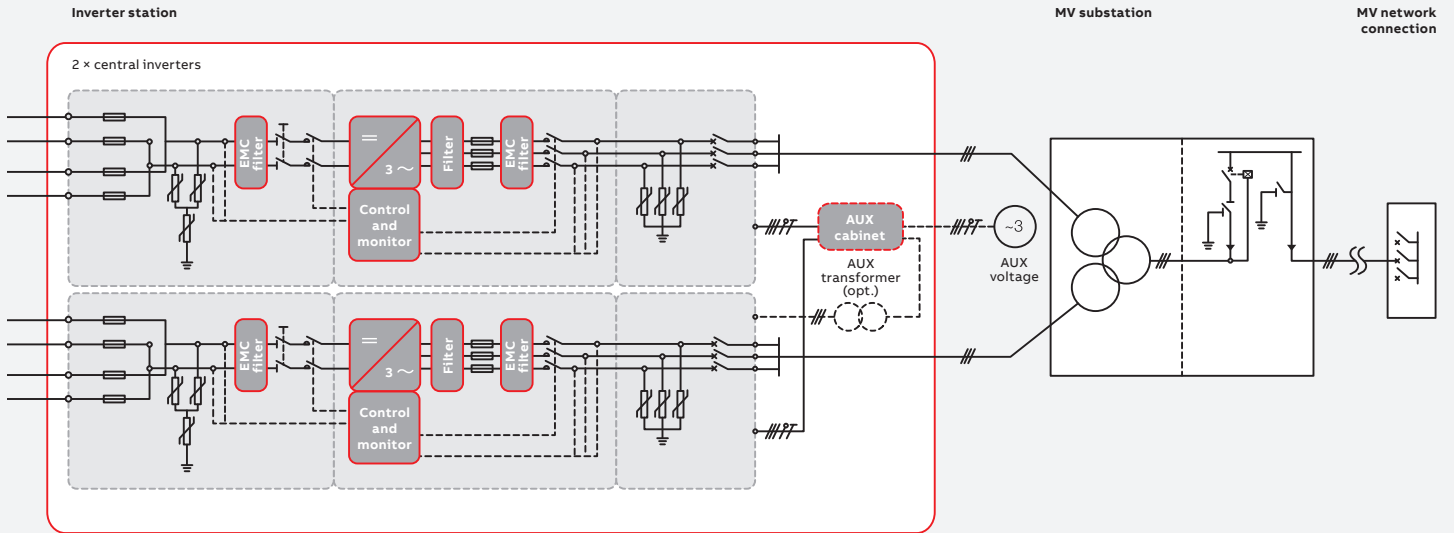 Inverter station
MV substation
MV network
connection
2 × central inverters
EMC
filter
3 ~
Filter
EMC
filter
Control
and
monitor
AUX
cabinet
~3
AUX
voltage
AUX
transformer
(opt.)
EMC
filter
3 ~
Filter
EMC
filter
Control
and
monitor